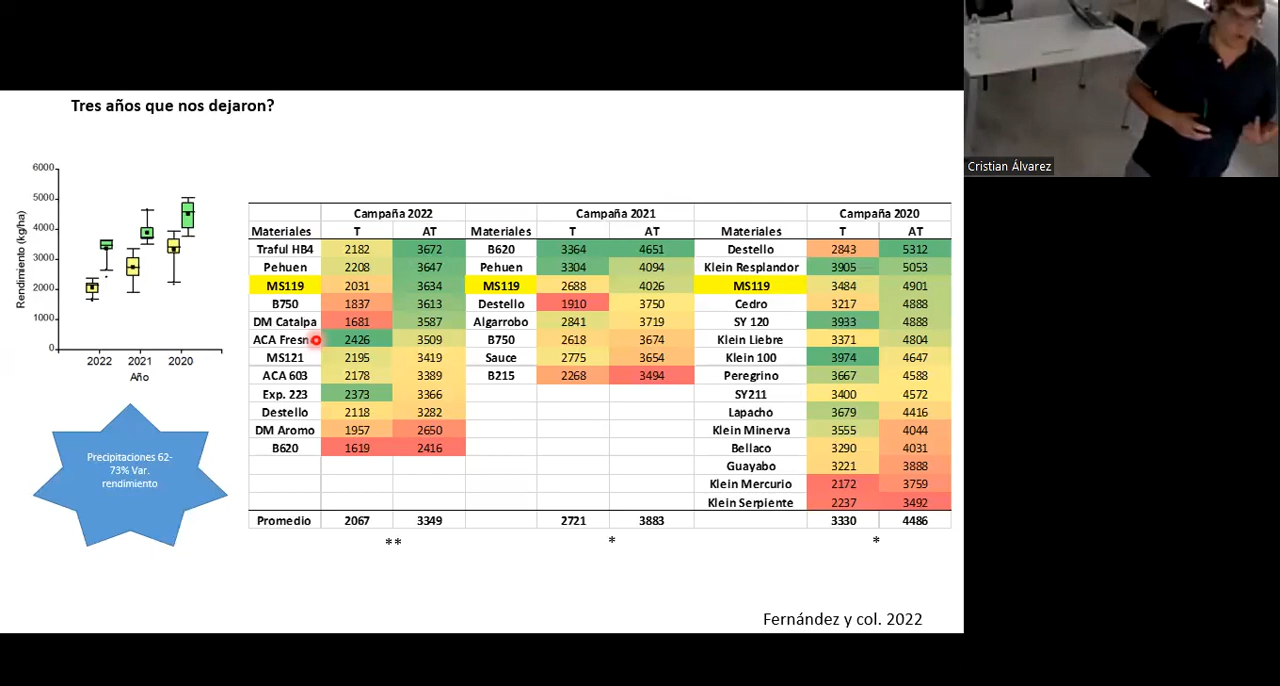 Tres años que nos dejaron?
Cristian Álvarez
6000
5000
4000
3000
2000
1000
0
Rendimiento (kg/ha)
2022 2021 2020
Año
Precipitaciones 62-
73% Var.
rendimiento
Campaña 2022 Campaña 2021 Campaña 2020
Materiales T AT Materiales T AT Materiales T AT
Traful HB4 2182 3672 B620 3364 4651 Destello 2843 5312
Pehuen 2208 3647 Pehuen 3304 4094 Klein Resplandor 3905 5053
MS119 2031 3634 MS119 2688 4026 MS119 3484 4901
B750 1837 3613 Destello 1910 3750 Cedro 3217 4888
DM Catalpa 1681 3587 Algarrobo 2841 3719 SY 120 3933 4888
ACA Fresno 2426 3509 B750 2618 3674 Klein Liebre 3371 4804
MS121 2195 3419 Sauce 2775 3654 Klein 100 3974 4647
ACA 603 2178 3389 B215 2268 3494 Peregrino 3667 4588
Exp. 223 2373 3366 SY211 3400 4572
Destello 2118 3282 Lapacho 3679 4416
DM Aromo 1957 2650 Klein Minerva 3555 4044
B620 1619 2416 Bellaco 3290 4031
Guayabo 3221 3888
Klein Mercurio 2172 3759
Klein Serpiente 2237 3492
Promedio 2067 3349 2721 3883 3330 4486
** * *
Fernández y col. 2022